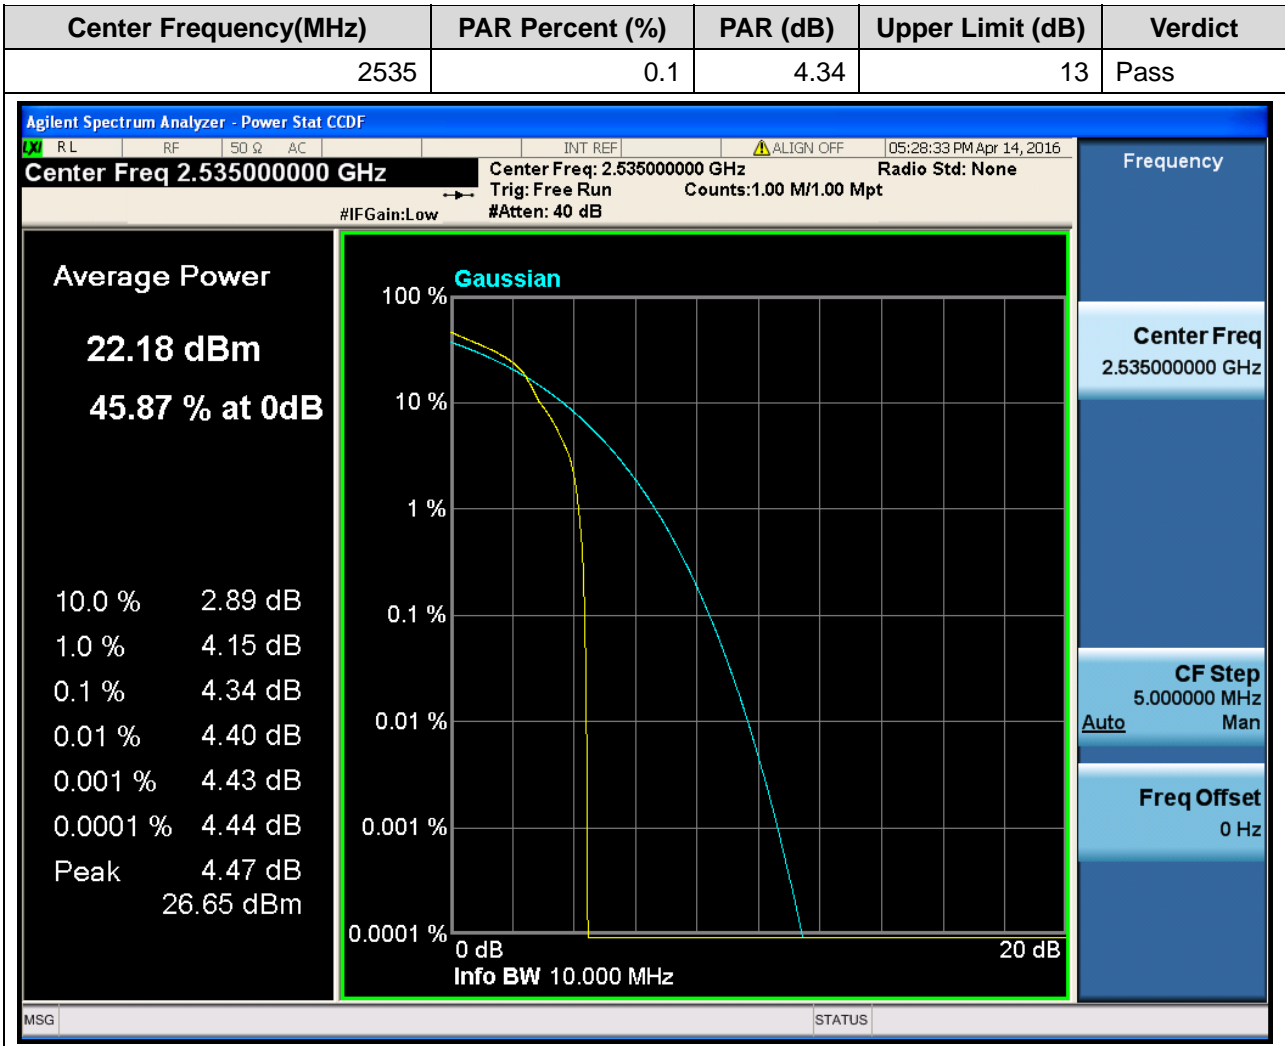 Center Frequency(MHz) PAR Percent (%) PAR (dB) Upper Limit (dB) Verdict
2535 0.1 4.34 13 Pass
Agilent Spectrum Analyzer - Power Stat CCDF
LXI RL RF 50 Ω AC INT REF ALIGN OFF 05:28:33 PM Apr 14, 2016
Center Freq 2.535000000 GHz
Center Freq: 2.535000000 GHz Radio Std: None
Trig: Free Run Counts:1.00 M/1.00 Mpt
#IFGain:Low #Atten: 40 dB
Average Power
22.18 dBm
45.87 % at 0dB
10.0 % 2.89 dB
1.0 % 4.15 dB
0.1 % 4.34 dB
0.01 % 4.40 dB
0.001 % 4.43 dB
0.0001 % 4.44 dB
Peak 4.47 dB
26.65 dBm
Gaussian
100 %
10 %
1 %
0.1 %
0.01 %
0.001 %
0.0001 %
0 dB 20 dB
Info BW 10.000 MHz
Frequency
Center Freq
2.535000000 GHz
CF Step
5.000000 MHz
Auto Man
Freq Offset
0 Hz
MSG STATUS